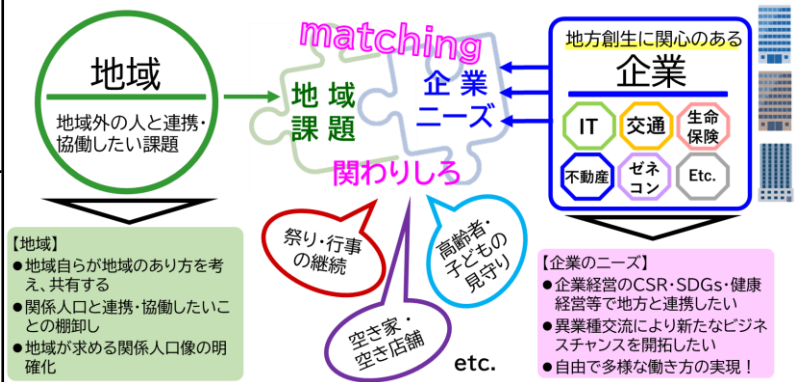 matching
地域
地域外の人と連携・
協働したい課題
地域
課題
企業
ニーズ
関わりしろ
地方創生に関心のある
企業
IT
交通
生命
保険
不動産
ゼネ
コン
Etc.
祭り・行事
の継続
空き家・
空き店舗
高齢者・
子どもの
見守り
etc.
【地域】
●地域自らが地域のあり方を考
え、共有する
●関係人口と連携・協働したいこ
との棚卸し
●地域が求める関係人口像の明
確化
【企業のニーズ】
●企業経営のCSR・SDGs・健康
経営等で地方と連携したい
●異業種交流により新たなビジネ
スチャンスを開拓したい
●自由で多様な働き方の実現！